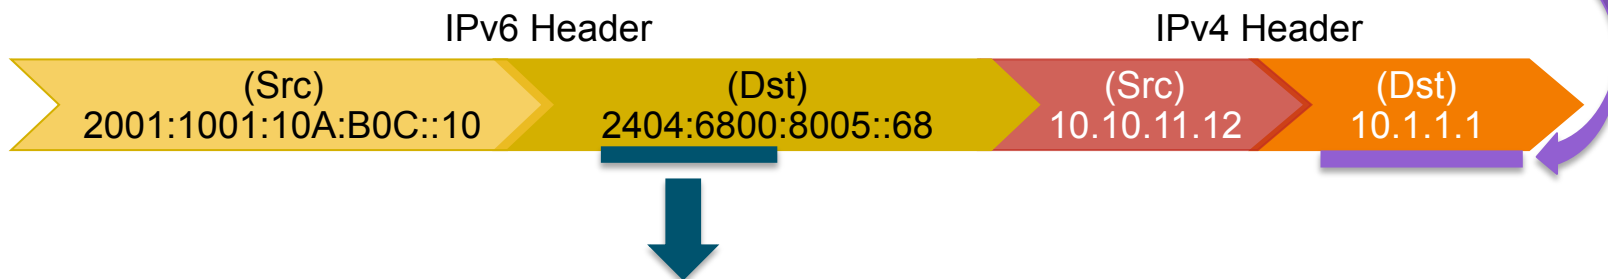 IPv6 Header
IPv4 Header
(Src)
2001:1001:10A:B0C::10
(Dst)
2404:6800:8005::68
(Src)
10.10.11.12
(Dst)
10.1.1.1